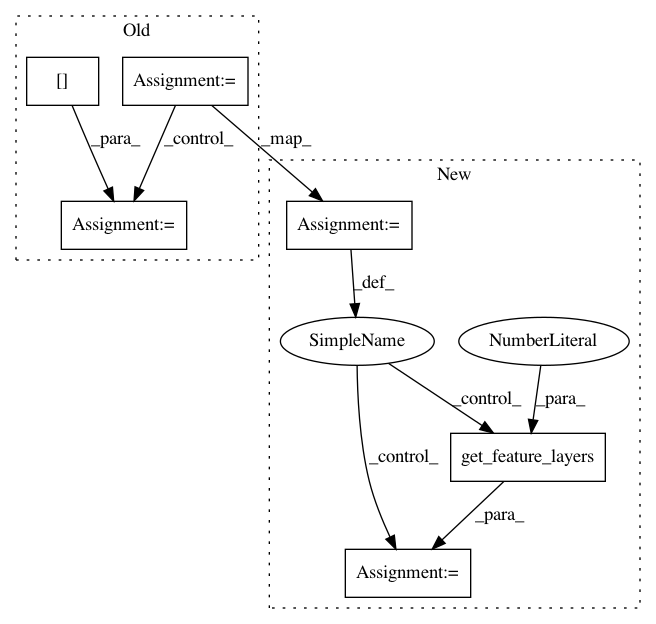 Old
[]
Assignment:=
_para_
_control_
_map_
New
Assignment:=
Assignment:=
_def_
SimpleName
NumberLiteral
_control_
_para_
_control_
get_feature_layers
_para_
Assignment:=